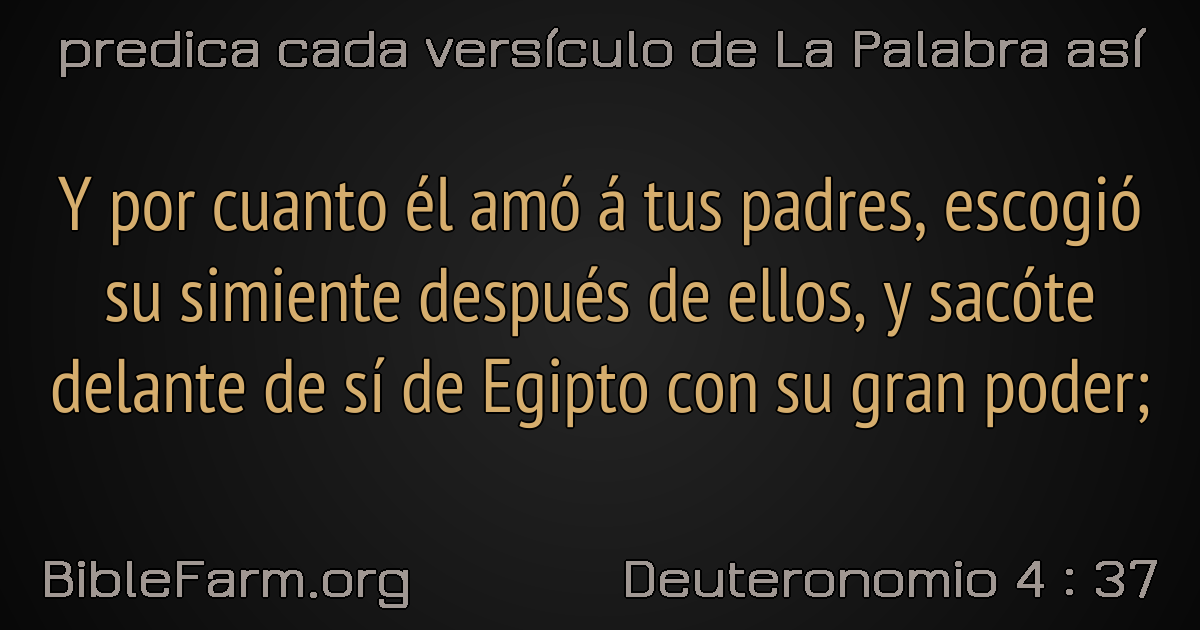 predica cada versículo de La Palabra así
Y por cuanto él amó á tus padres, escogió
su simiente después de ellos, y sacóte
delante de sí de Egipto con su gran poder;
BibleFarm.org
Deuteronomio 4 : 37